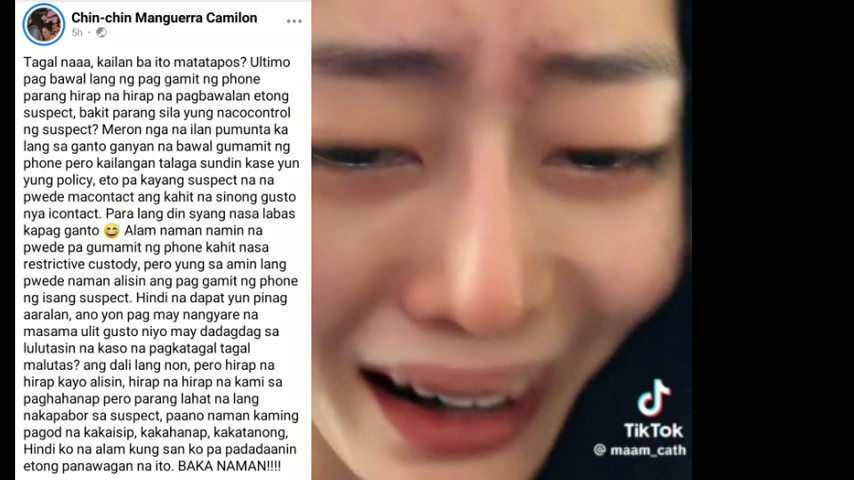 Chin-chin Manguerra Camilon
5h
Tagal naaa, kailan ba ito matatapos? Ultimo
pag bawal lang ng pag gamit ng phone
parang hirap na hirap na pagbawalan etong
suspect, bakit parang sila yung nacocontrol
ng suspect? Meron nga na ilan pumunta ka
lang sa ganto ganyan na bawal gumamit ng
phone pero kailangan talaga sundin kase yun
yung policy, eto pa kayang suspect na na
pwede macontact ang kahit na sinong gusto
nya icontact. Para lang din syang nasa labas
kapag ganto 😅 Alam naman namin na
pwede pa gumamit ng phone kahit nasa
restrictive custody, pero yung sa amin lang
pwede naman alisin ang pag gamit ng phone
ng isang suspect. Hindi na dapat yun pinag
aaralan, ano yon pag may nangyare na
masama ulit gusto niyo may dadagdag sa
lulutasin na kaso na pagkatagal tagal
malutas? ang dali lang non, pero hirap na
hirap kayo alisin, hirap na hirap na kami sa
paghahanap pero parang lahat na lang
nakapabor sa suspect, paano naman kaming
pagod na kakaisip, kakahanap, kakatanong,
Hindi ko na alam kung san ko pa padadaanin
etong panawagan na ito. BAKA NAMAN!!!!
TikTok
@ maam_cath